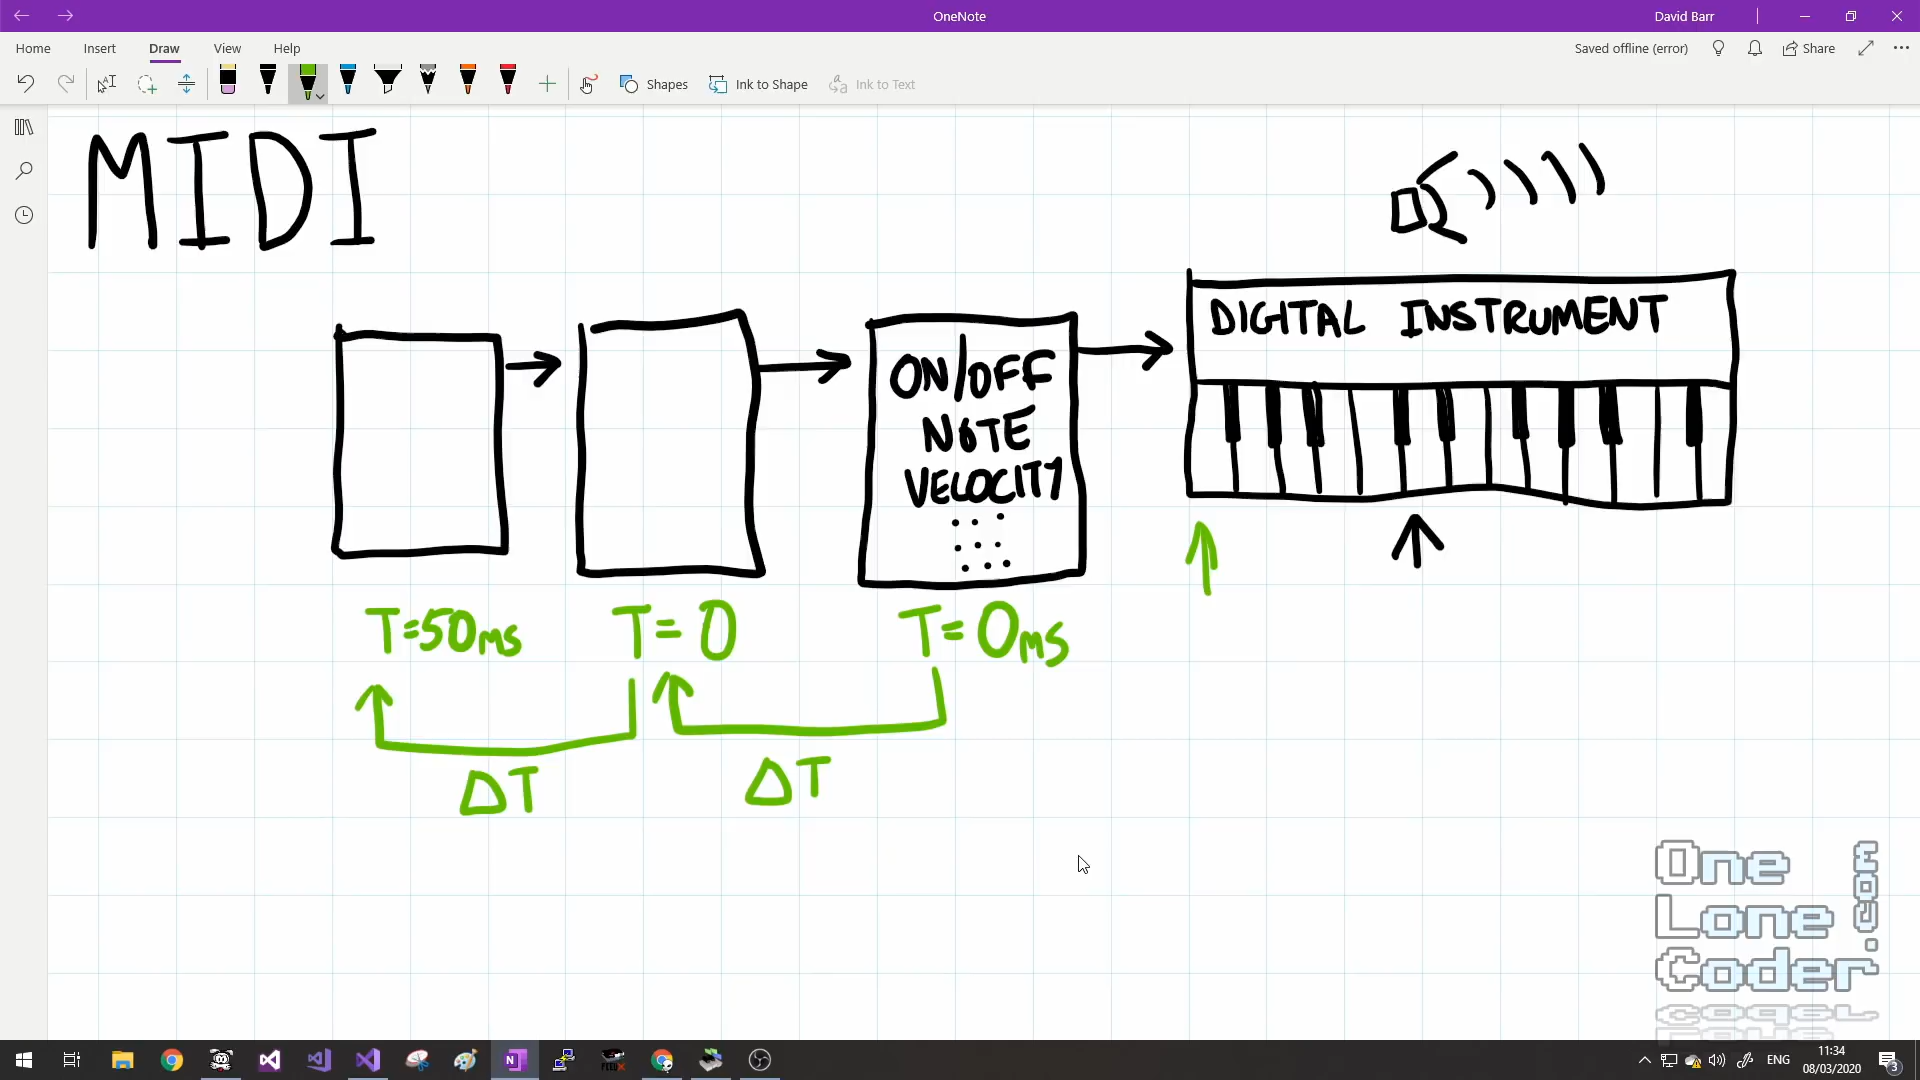 OneNote
David Barr
Home Insert Draw View Help
Saved offline (error)
Share
Shapes
Ink to Shape
Ink to Text
MIDI
DIGITAL INSTRUMENT
ON/OFF
NOTE
VELOCITY
T=50ms
T=0
T=0ms
ΔT
ΔT
One
Lone
Coder
.com
ENG
11:34
08/03/2020
3